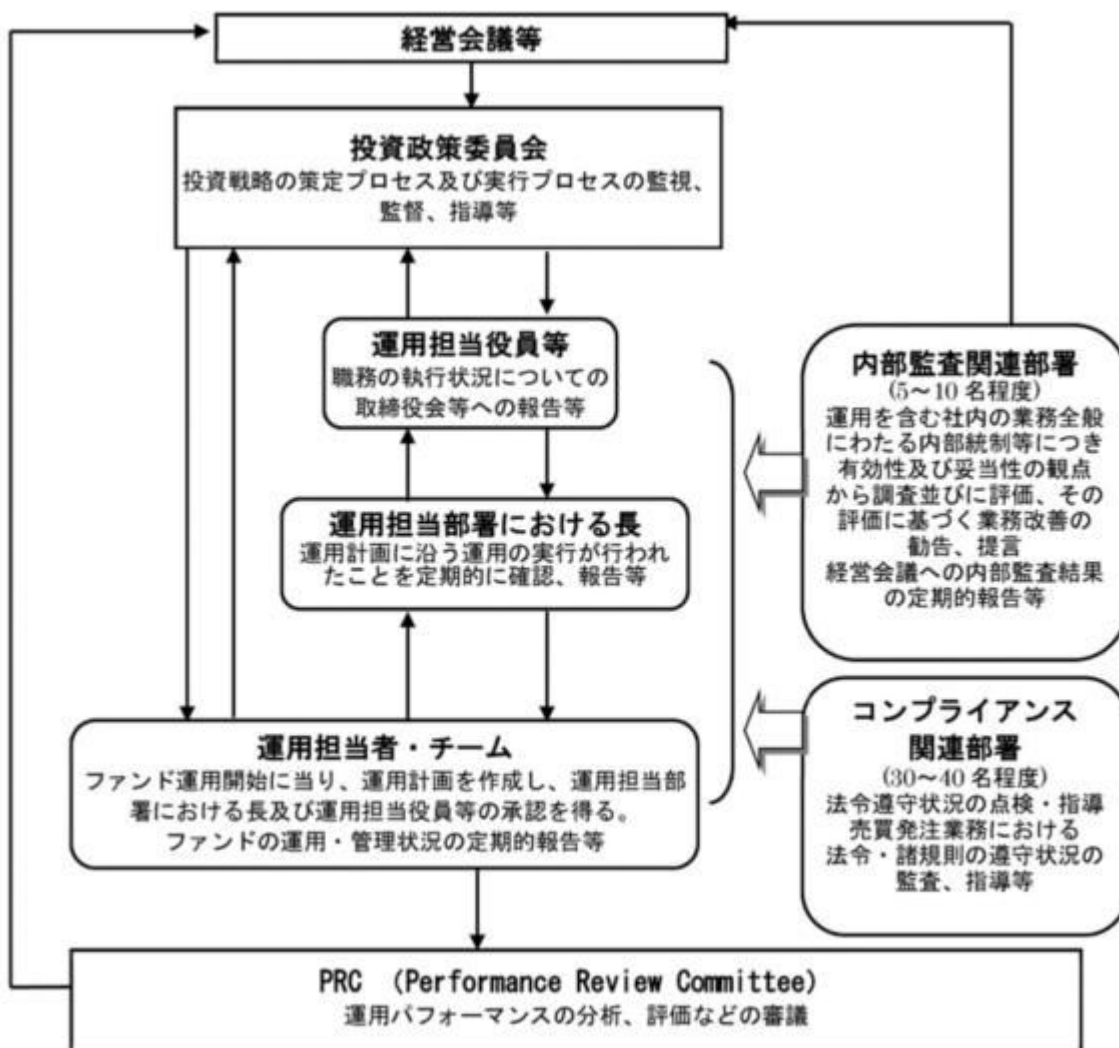 経営会議等
投資政策委員会
投資戦略の策定プロセス及び実行プロセスの監視、
監督、指導等
運用担当役員等
職務の執行状況についての
取締役会等への報告等
運用担当部署における長
運用計画に沿う運用の実行が行われ
たことを定期的に確認、報告等
運用担当者・チーム
ファンド運用開始に当り、運用計画を作成し、運用担当部
署における長及び運用担当役員等の承認を得る。
ファンドの運用・管理状況の定期的報告等
内部監査関連部署
(5～10 名程度)
運用を含む社内の業務全般
にわたる内部統制等につき
有効性及び妥当性の観点
から調査並びに評価、その
評価に基づく業務改善の
勧告、提言
経営会議への内部監査結果
の定期的報告等
コンプライアンス
関連部署
(30～40 名程度)
法令遵守状況の点検・指導
売買発注業務における
法令・諸規則の遵守状況の
監査、指導等
PRC （Performance Review Committee）
運用パフォーマンスの分析、評価などの審議